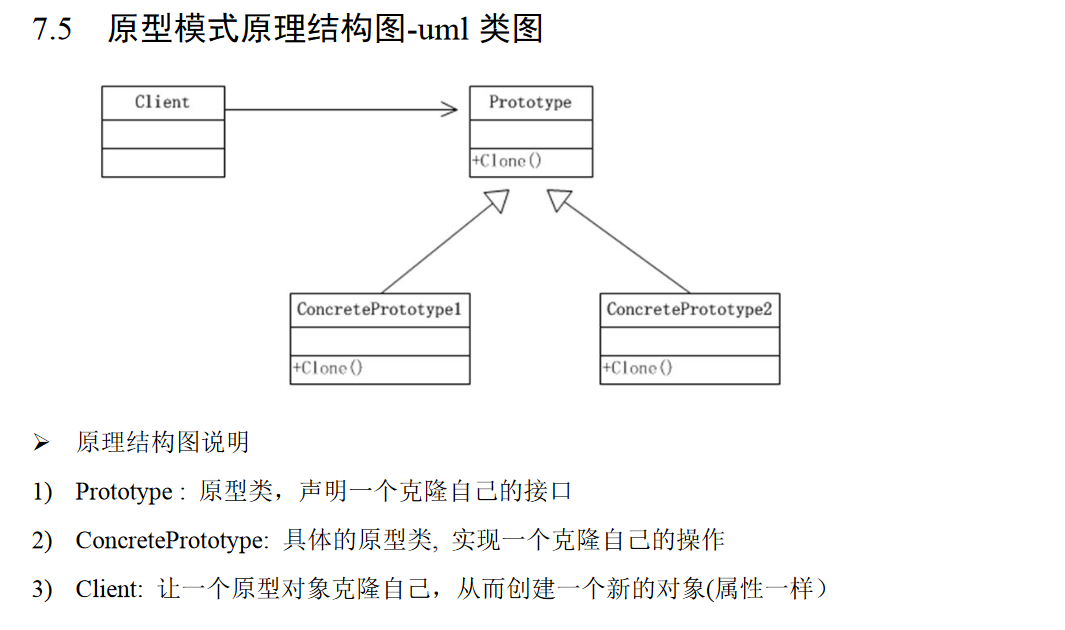 7.5 原型模式原理结构图-uml 类图
Client
Prototype
+Clone()
ConcretePrototype1
ConcretePrototype2
+Clone()
+Clone()
➢ 原理结构图说明
1) Prototype : 原型类，声明一个克隆自己的接口
2) ConcretePrototype: 具体的原型类, 实现一个克隆自己的操作
3) Client: 让一个原型对象克隆自己，从而创建一个新的对象(属性一样）